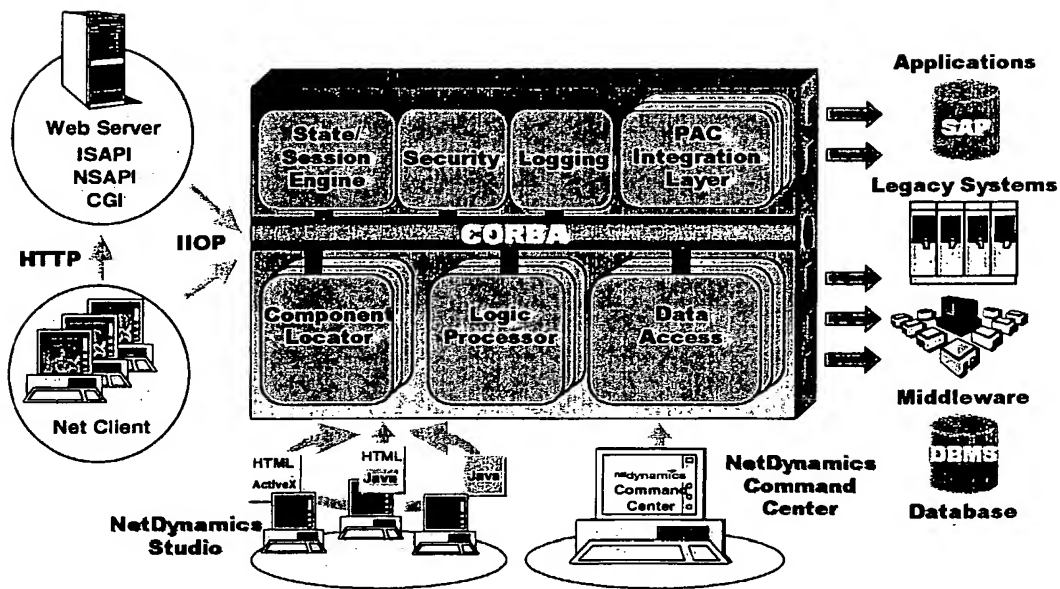 Web Server
ISAPI
NSAPI
CGI
HTTP
IIOP
Net Client
State/
Session
Engine
Security
Logging
PAC
Integration
Layer
CORBA
Component
Locator
Logic
Processor
Data
Access
Applications
SAP
Legacy Systems
Middleware
DBMS
Database
HTML
ActiveX
HTML
Java
Java
NetDynamics
Studio
netdynamics
Command
Center
NetDynamics
Command
Center